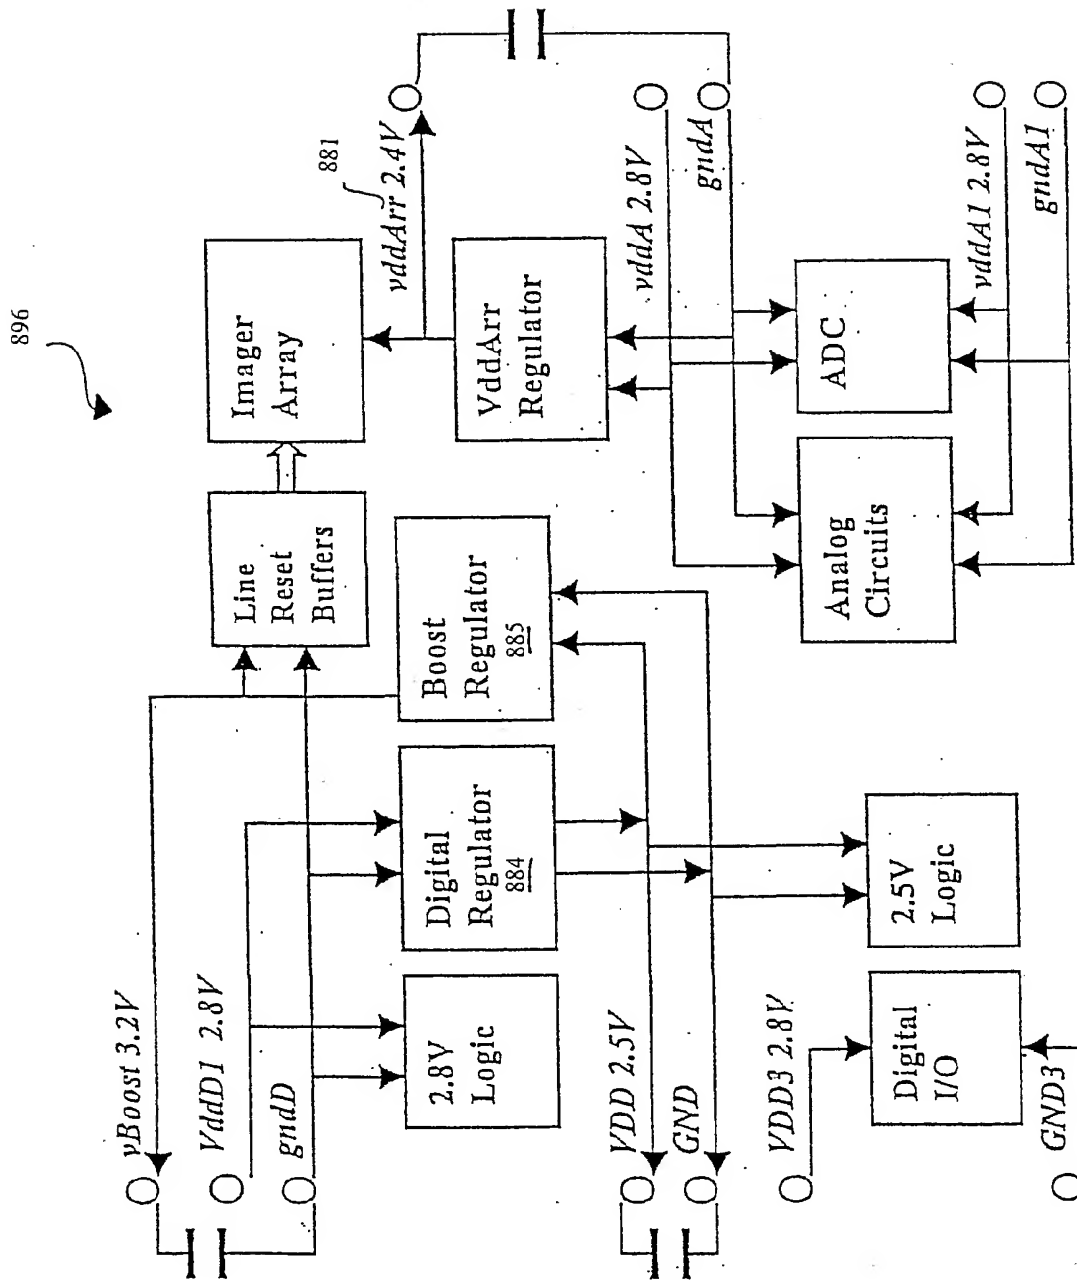 896
vBoost 3.2V
VddD1 2.8V
gndD
Line
Reset
Buffers
Imager
Array
881
vddArr 2.4V
2.8V
Logic
Digital
Regulator
884
Boost
Regulator
885
VddArr
Regulator
VDD 2.5V
GND
vddA 2.8V
gndA
VDD3 2.8V
GND3
Digital
I/O
2.5V
Logic
Analog
Circuits
ADC
vddA1 2.8V
gndA1